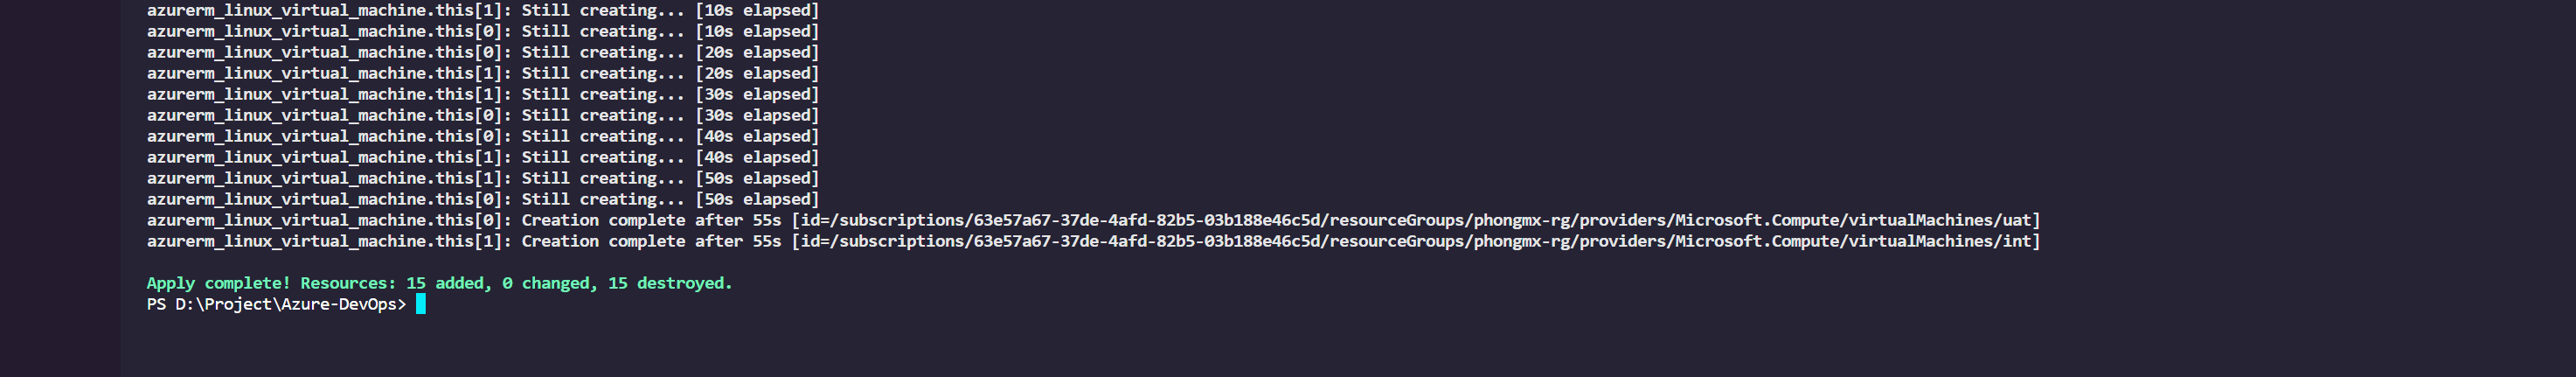 azurerm_linux_virtual_machine.this[1]: Still creating... [10s elapsed]
azurerm_linux_virtual_machine.this[0]: Still creating... [10s elapsed]
azurerm_linux_virtual_machine.this[0]: Still creating... [20s elapsed]
azurerm_linux_virtual_machine.this[1]: Still creating... [20s elapsed]
azurerm_linux_virtual_machine.this[1]: Still creating... [30s elapsed]
azurerm_linux_virtual_machine.this[0]: Still creating... [30s elapsed]
azurerm_linux_virtual_machine.this[0]: Still creating... [40s elapsed]
azurerm_linux_virtual_machine.this[1]: Still creating... [40s elapsed]
azurerm_linux_virtual_machine.this[1]: Still creating... [50s elapsed]
azurerm_linux_virtual_machine.this[0]: Still creating... [50s elapsed]
azurerm_linux_virtual_machine.this[0]: Creation complete after 55s [id=/subscriptions/63e57a67-37de-4afd-82b5-03b188e46c5d/resourceGroups/phongmx-rg/providers/Microsoft.Compute/virtualMachines/uat]
azurerm_linux_virtual_machine.this[1]: Creation complete after 55s [id=/subscriptions/63e57a67-37de-4afd-82b5-03b188e46c5d/resourceGroups/phongmx-rg/providers/Microsoft.Compute/virtualMachines/int]
Apply complete! Resources: 15 added, 0 changed, 15 destroyed.
PS D:\Project\Azure-DevOps>